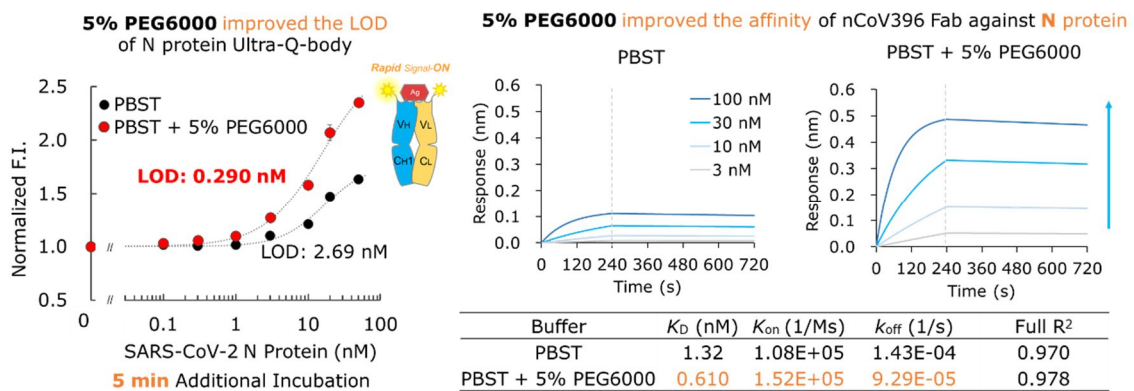 5% PEG6000 improved the LOD
of N protein Ultra-Q-body
Normalized F.I.
2.5
2.0
1.5
1.0
0.5
PBST
PBST + 5% PEG6000
LOD: 0.290 nM
LOD: 2.69 nM
Rapid Signal-ON
Ag
VH VL
CH1 CL
0 // 0.1 1 10 100
SARS-CoV-2 N Protein (nM)
5 min Additional Incubation
5% PEG6000 improved the affinity of nCoV396 Fab against N protein
PBST
Response (nm)
0.6
0.5
0.4
0.3
0.2
0.1
0.0
100 nM
30 nM
10 nM
3 nM
0 120 240 360 480 600 720
Time (s)
PBST + 5% PEG6000
Response (nm)
0.6
0.5
0.4
0.3
0.2
0.1
0.0
0 120 240 360 480 600 720
Time (s)
Buffer KD (nM) Kon (1/Ms) koff (1/s) Full R²
PBST 1.32 1.08E+05 1.43E-04 0.970
PBST + 5% PEG6000 0.610 1.52E+05 9.29E-05 0.978